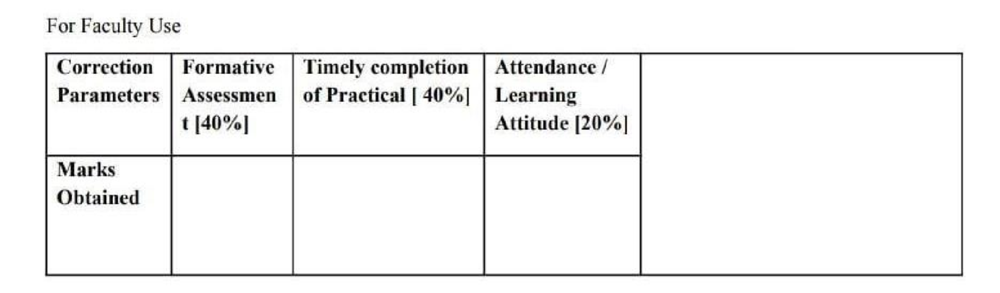 For Faculty Use
Correction
Parameters
Formative
Assessmen
t [40%]
Timely completion
of Practical [ 40%]
Attendance /
Learning
Attitude [20%]
Marks
Obtained